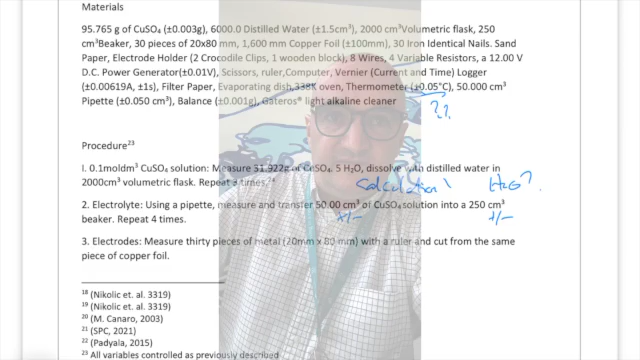 Materials
95.765 g of CuSO₄ (±0.003g), 6000.0 Distilled Water (±1.5cm³), 2000 cm³Volumetric flask, 250
cm³Beaker, 30 pieces of 20x80 mm, 1,600 mm Copper Foil (±100mm), 30 Iron Identical Nails. Sand
Paper, Electrode Holder (2 Crocodile Clips, 1 wooden block), 8 Wires, 4 Variable Resistors, a 12.00 V
D.C. Power Generator(±0.01V), Scissors, ruler,Computer, Vernier (Current and Time) Logger
(±0.00619A, ±1s) Filter Paper, Evaporating dish,338K oven, Thermometer (±0.05°C), 50.000 cm³
Pipette (±0.050 cm³), Balance (±0.001g), Gateros® light alkaline cleaner
??
Procedure²³
I. 0.1moldm³ CuSO₄ solution: Measure 31.922g of CuSO₄. 5 H₂O, dissolve with distilled water in
2000cm³ volumetric flask. Repeat 3 times.²⁴
Calculation H₂O?
2. Electrolyte: Using a pipette, measure and transfer 50.00 cm³ of CuSO₄ solution into a 250 cm³
+/- +/-
beaker. Repeat 4 times.
3. Electrodes: Measure thirty pieces of metal (20mm x 80 mm) with a ruler and cut from the same
piece of copper foil.
¹⁸ (Nikolic et al. 3319)
¹⁹ (Nikolic et al. 3319)
²⁰ (M. Canaro, 2003)
²¹ (SPC, 2021)
²² (Padyala, 2015)
²³ All variables controlled as previously described